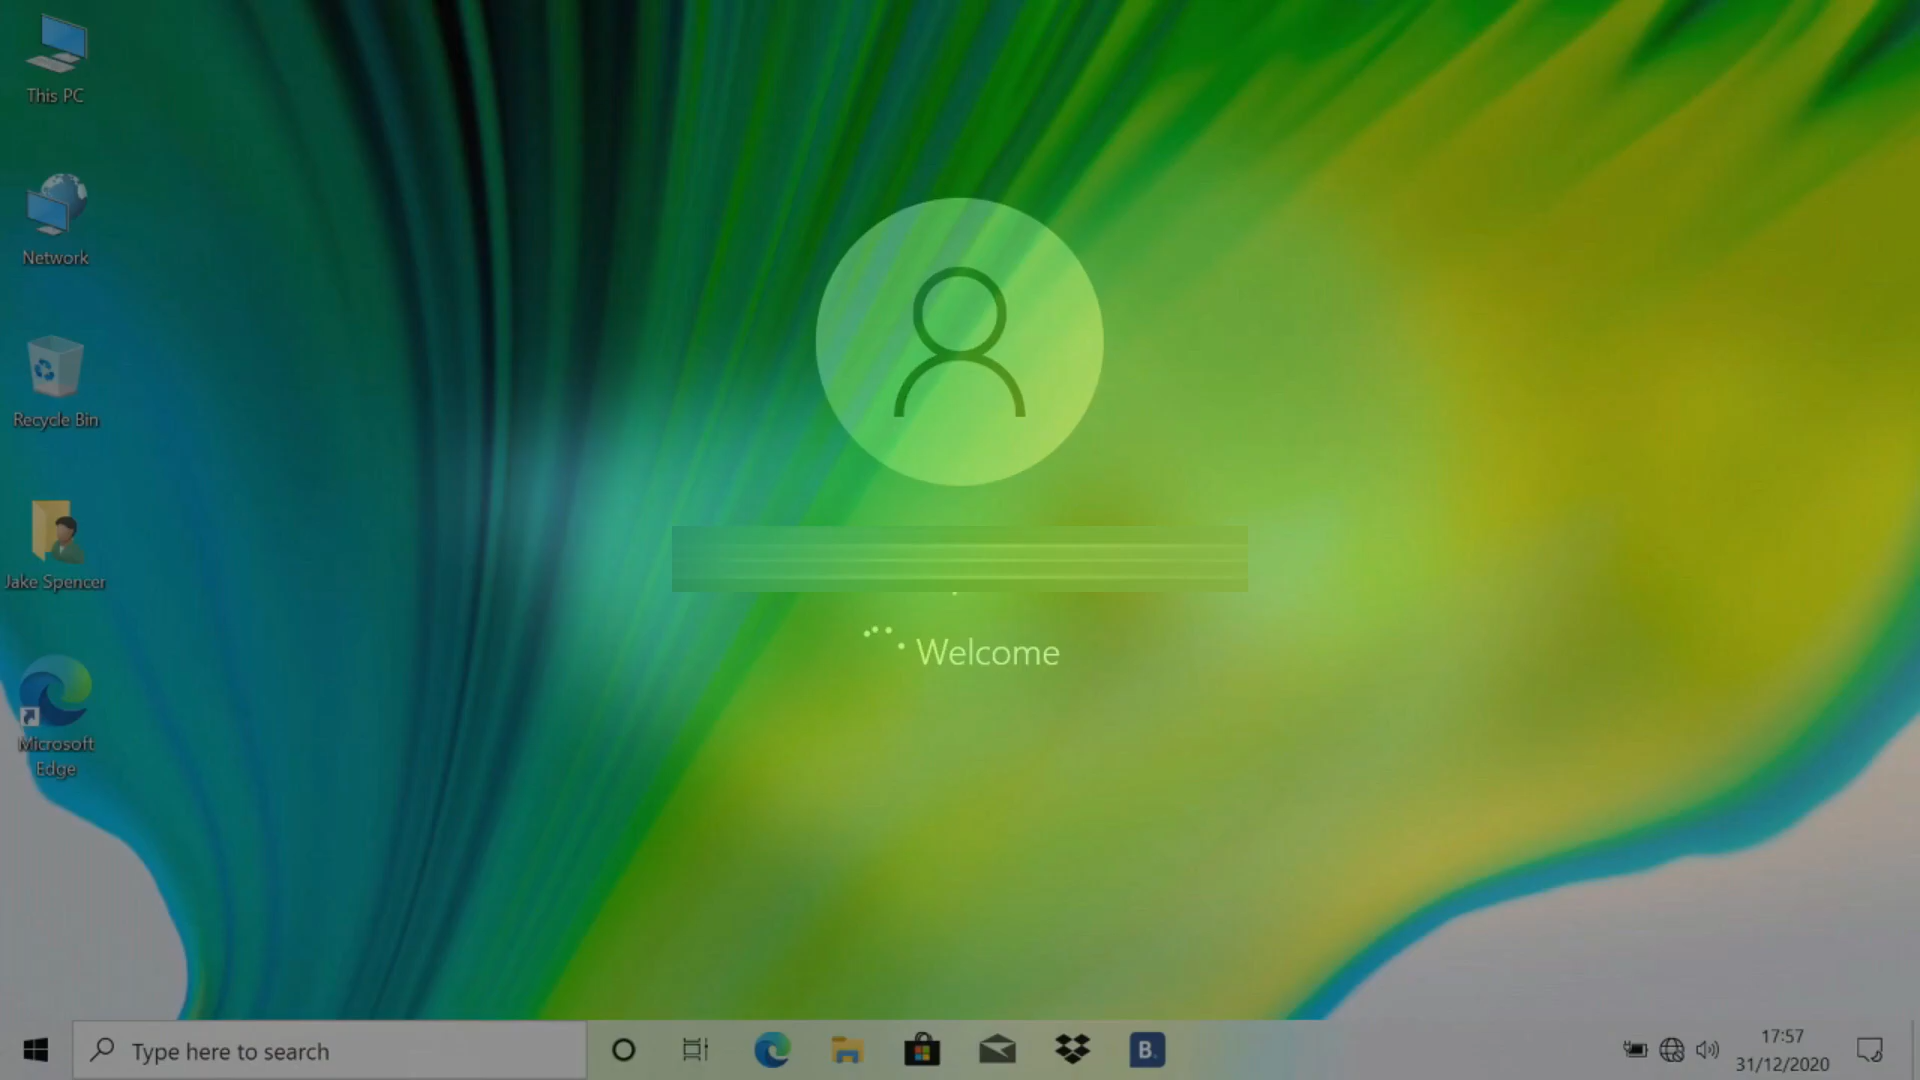 This PC
Network
Recycle Bin
Jake Spencer
Microsoft
Edge
Welcome
Type here to search
B.
17:57
31/12/2020